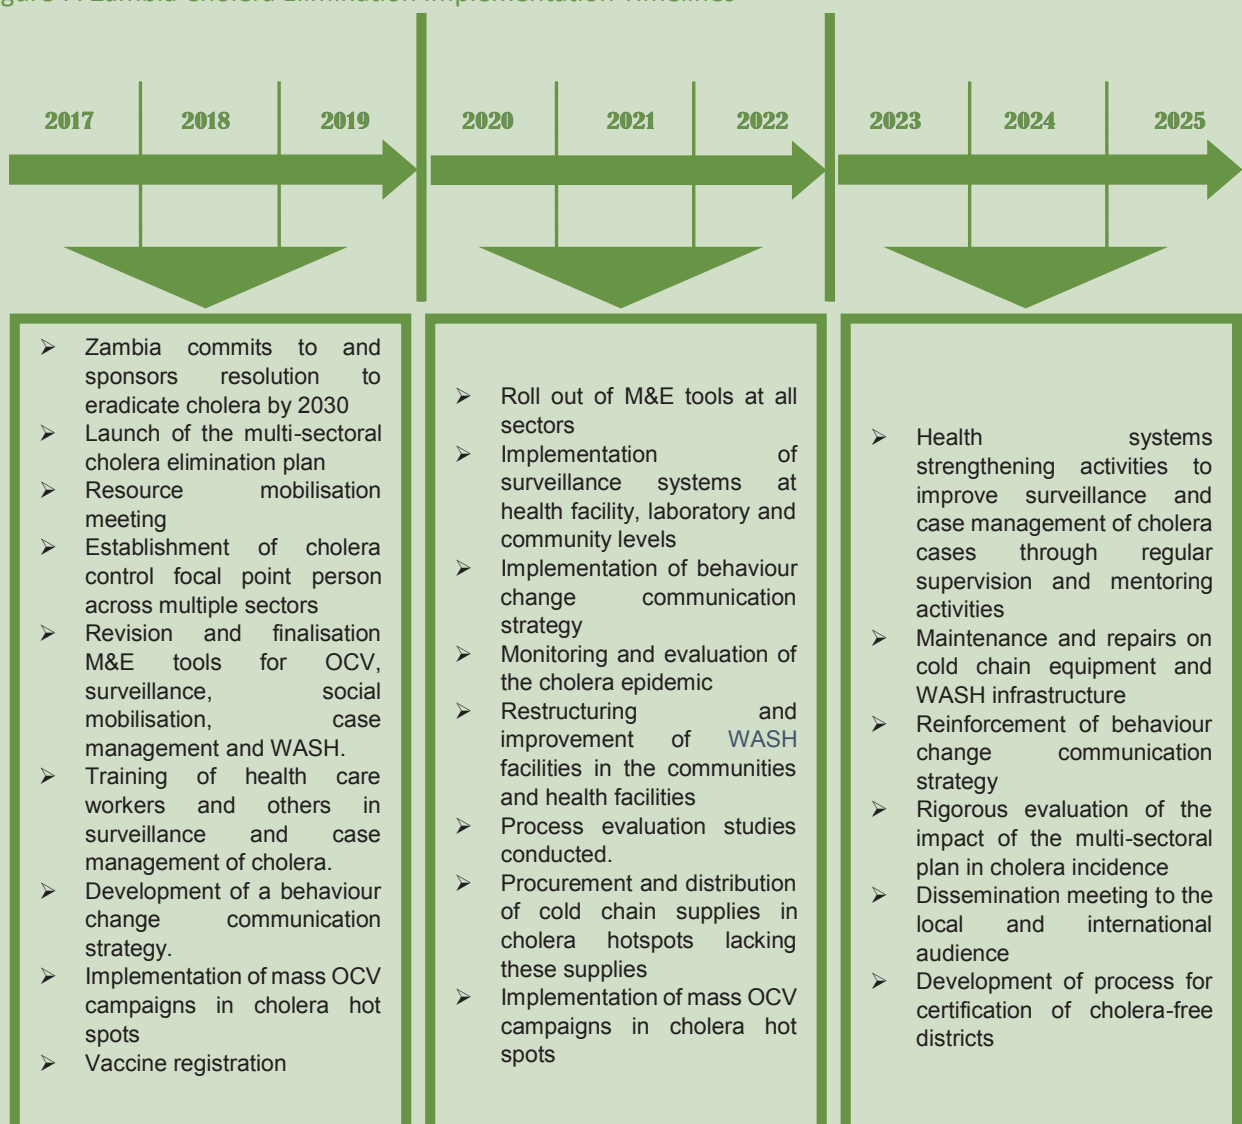 Zambia Cholera Elimination Implementation Timelines
2017
2018
2019
2020
2021
2022
2023
2024
2025
➢ Zambia commits to and
sponsors resolution to
eradicate cholera by 2030
➢ Launch of the multi-sectoral
cholera elimination plan
➢ Resource mobilisation
meeting
➢ Establishment of cholera
control focal point person
across multiple sectors
➢ Revision and finalisation
M&E tools for OCV,
surveillance, social
mobilisation, case
management and WASH.
➢ Training of health care
workers and others in
surveillance and case
management of cholera.
➢ Development of a behaviour
change communication
strategy.
➢ Implementation of mass OCV
campaigns in cholera hot
spots
➢ Vaccine registration
➢ Roll out of M&E tools at all
sectors
➢ Implementation of
surveillance systems at
health facility, laboratory and
community levels
➢ Implementation of behaviour
change communication
strategy
➢ Monitoring and evaluation of
the cholera epidemic
➢ Restructuring and
improvement of WASH
facilities in the communities
and health facilities
➢ Process evaluation studies
conducted.
➢ Procurement and distribution
of cold chain supplies in
cholera hotspots lacking
these supplies
➢ Implementation of mass OCV
campaigns in cholera hot
spots
➢ Health systems
strengthening activities to
improve surveillance and
case management of cholera
cases through regular
supervision and mentoring
activities
➢ Maintenance and repairs on
cold chain equipment and
WASH infrastructure
➢ Reinforcement of behaviour
change communication
strategy
➢ Rigorous evaluation of the
impact of the multi-sectoral
plan in cholera incidence
➢ Dissemination meeting to the
local and international
audience
➢ Development of process for
certification of cholera-free
districts